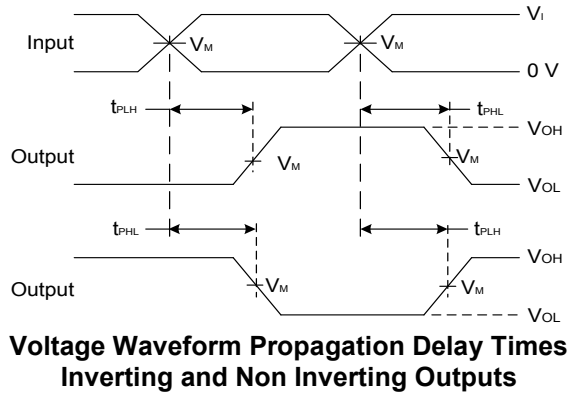 VI
Input VM VM
0 V
tPLH tPHL
VOH
Output VM VM
VOL
tPHL tPLH
VOH
Output VM VM
VOL
Voltage Waveform Propagation Delay Times
Inverting and Non Inverting Outputs